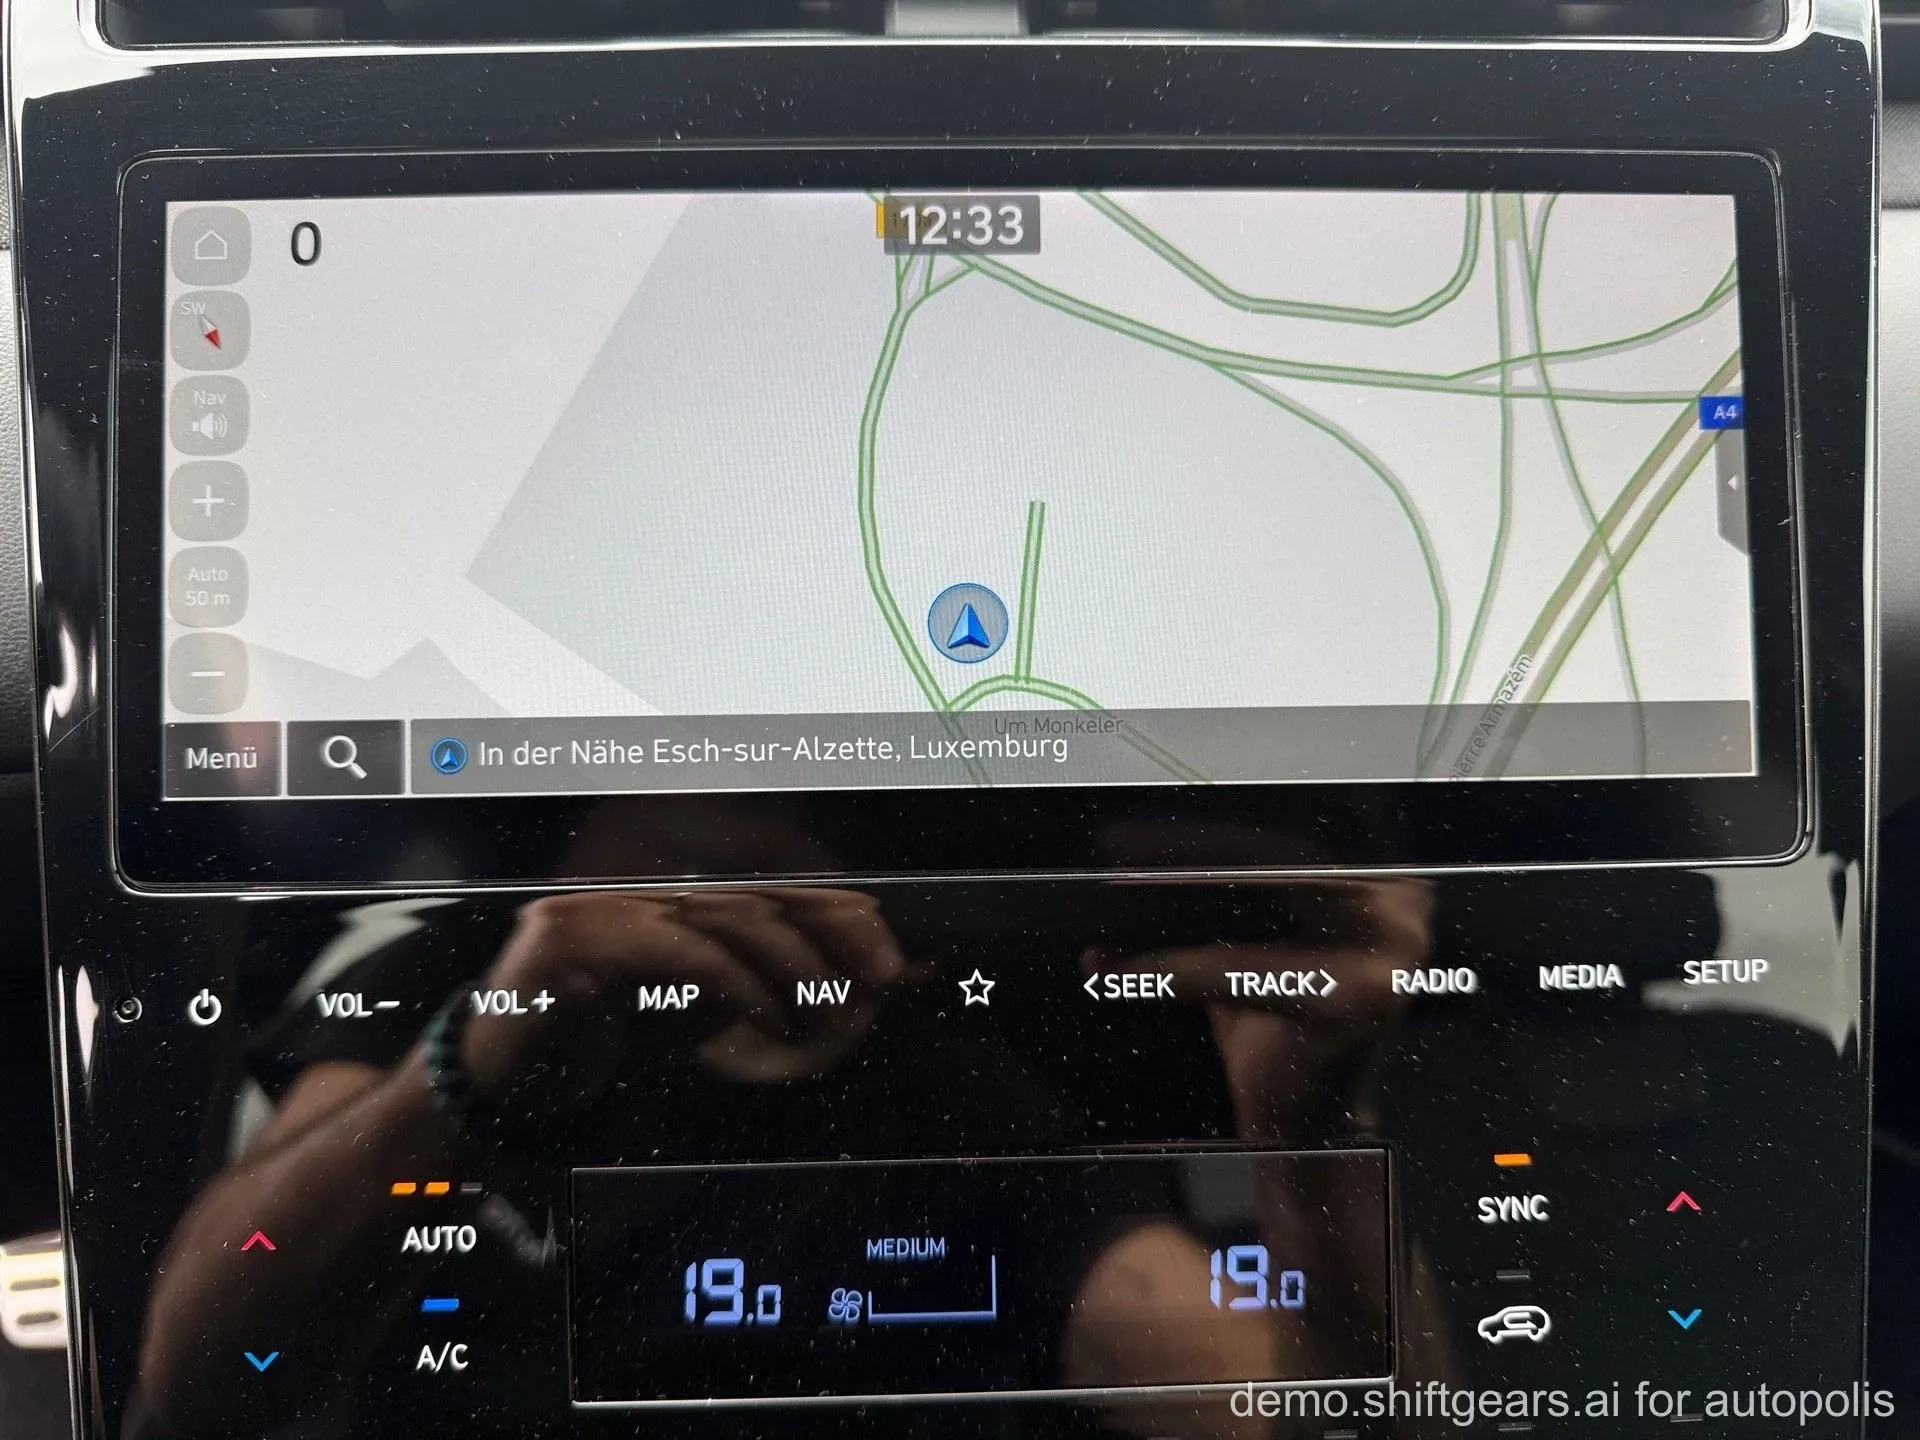 0
12:33
SW
Nav
A4
Auto
50 m
Pierre Armazém
Um Monkeler
Menü
In der Nähe Esch-sur-Alzette, Luxemburg
VOL−
VOL+
MAP
NAV
<SEEK
TRACK>
RADIO
MEDIA
SETUP
AUTO
SYNC
MEDIUM
19.0
19.0
A/C
demo.shiftgears.ai for autopolis